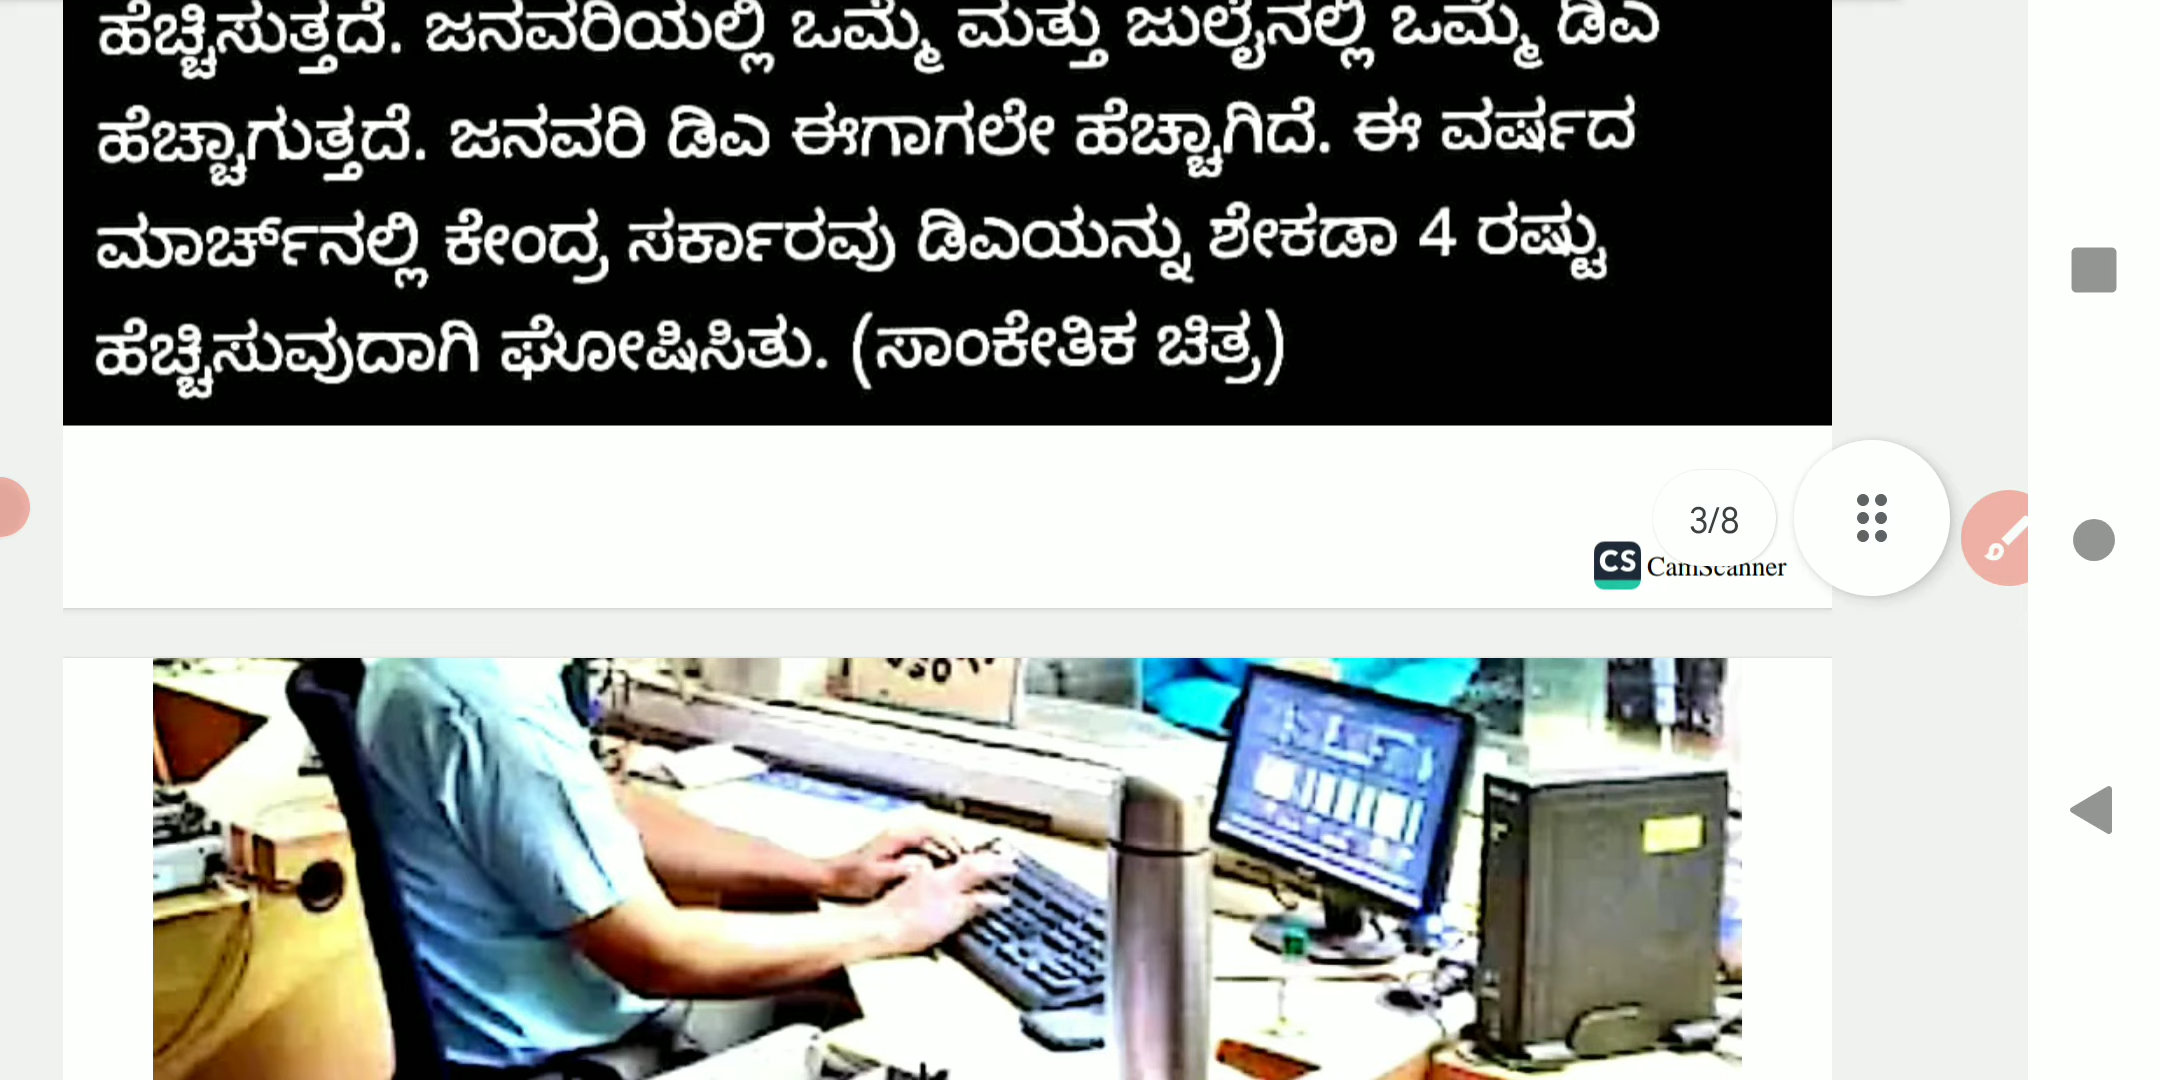 ಹೆಚ್ಚಿಸುತ್ತದೆ. ಜನವರಿಯಲ್ಲಿ ಒಮ್ಮೆ ಮತ್ತು ಜುಲೈನಲ್ಲಿ ಒಮ್ಮೆ ಡಿಎ
ಹೆಚ್ಚಾಗುತ್ತದೆ. ಜನವರಿ ಡಿಎ ಈಗಾಗಲೇ ಹೆಚ್ಚಾಗಿದೆ. ಈ ವರ್ಷದ
ಮಾರ್ಚ್‌ನಲ್ಲಿ ಕೇಂದ್ರ ಸರ್ಕಾರವು ಡಿಎಯನ್ನು ಶೇಕಡಾ 4 ರಷ್ಟು
ಹೆಚ್ಚಿಸುವುದಾಗಿ ಘೋಷಿಸಿತು. (ಸಾಂಕೇತಿಕ ಚಿತ್ರ)
3/8
CS CamScanner